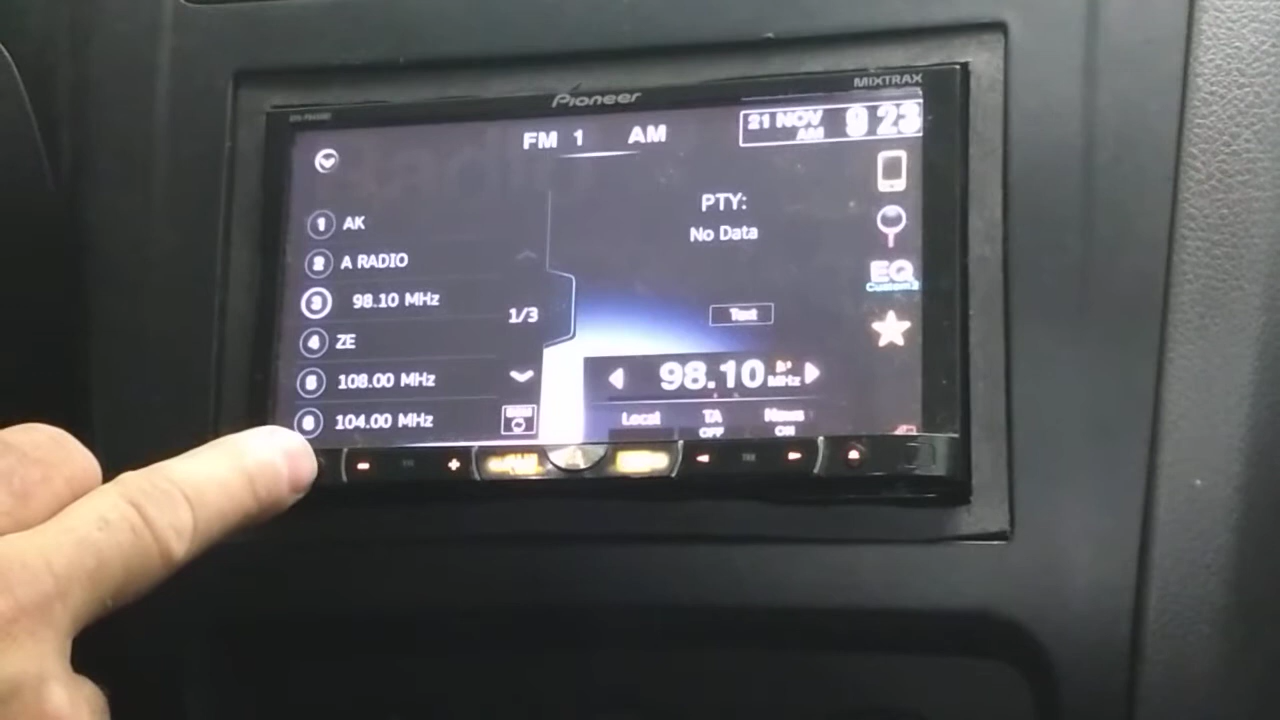 Pioneer
MIXTRAX
FM 1 AM
21 NOV
AM
9 23
PTY:
No Data
1 AK
2 A RADIO
3 98.10 MHz
4 ZE
5 108.00 MHz
6 104.00 MHz
1/3
Text
98.10 MHz
Local
TA
OFF
News
ON
EQ
Custom2